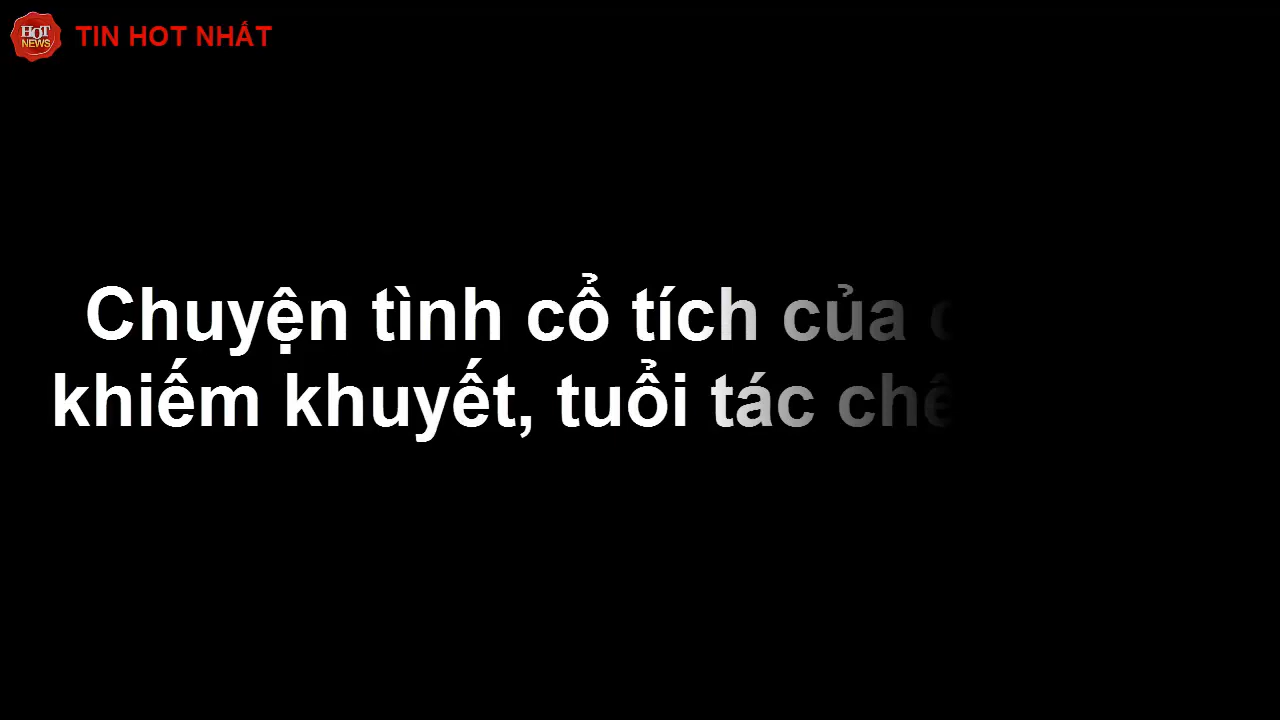 HOT
NEWS
TIN HOT NHẤT
Chuyện tình cổ tích của
khiếm khuyết, tuổi tác